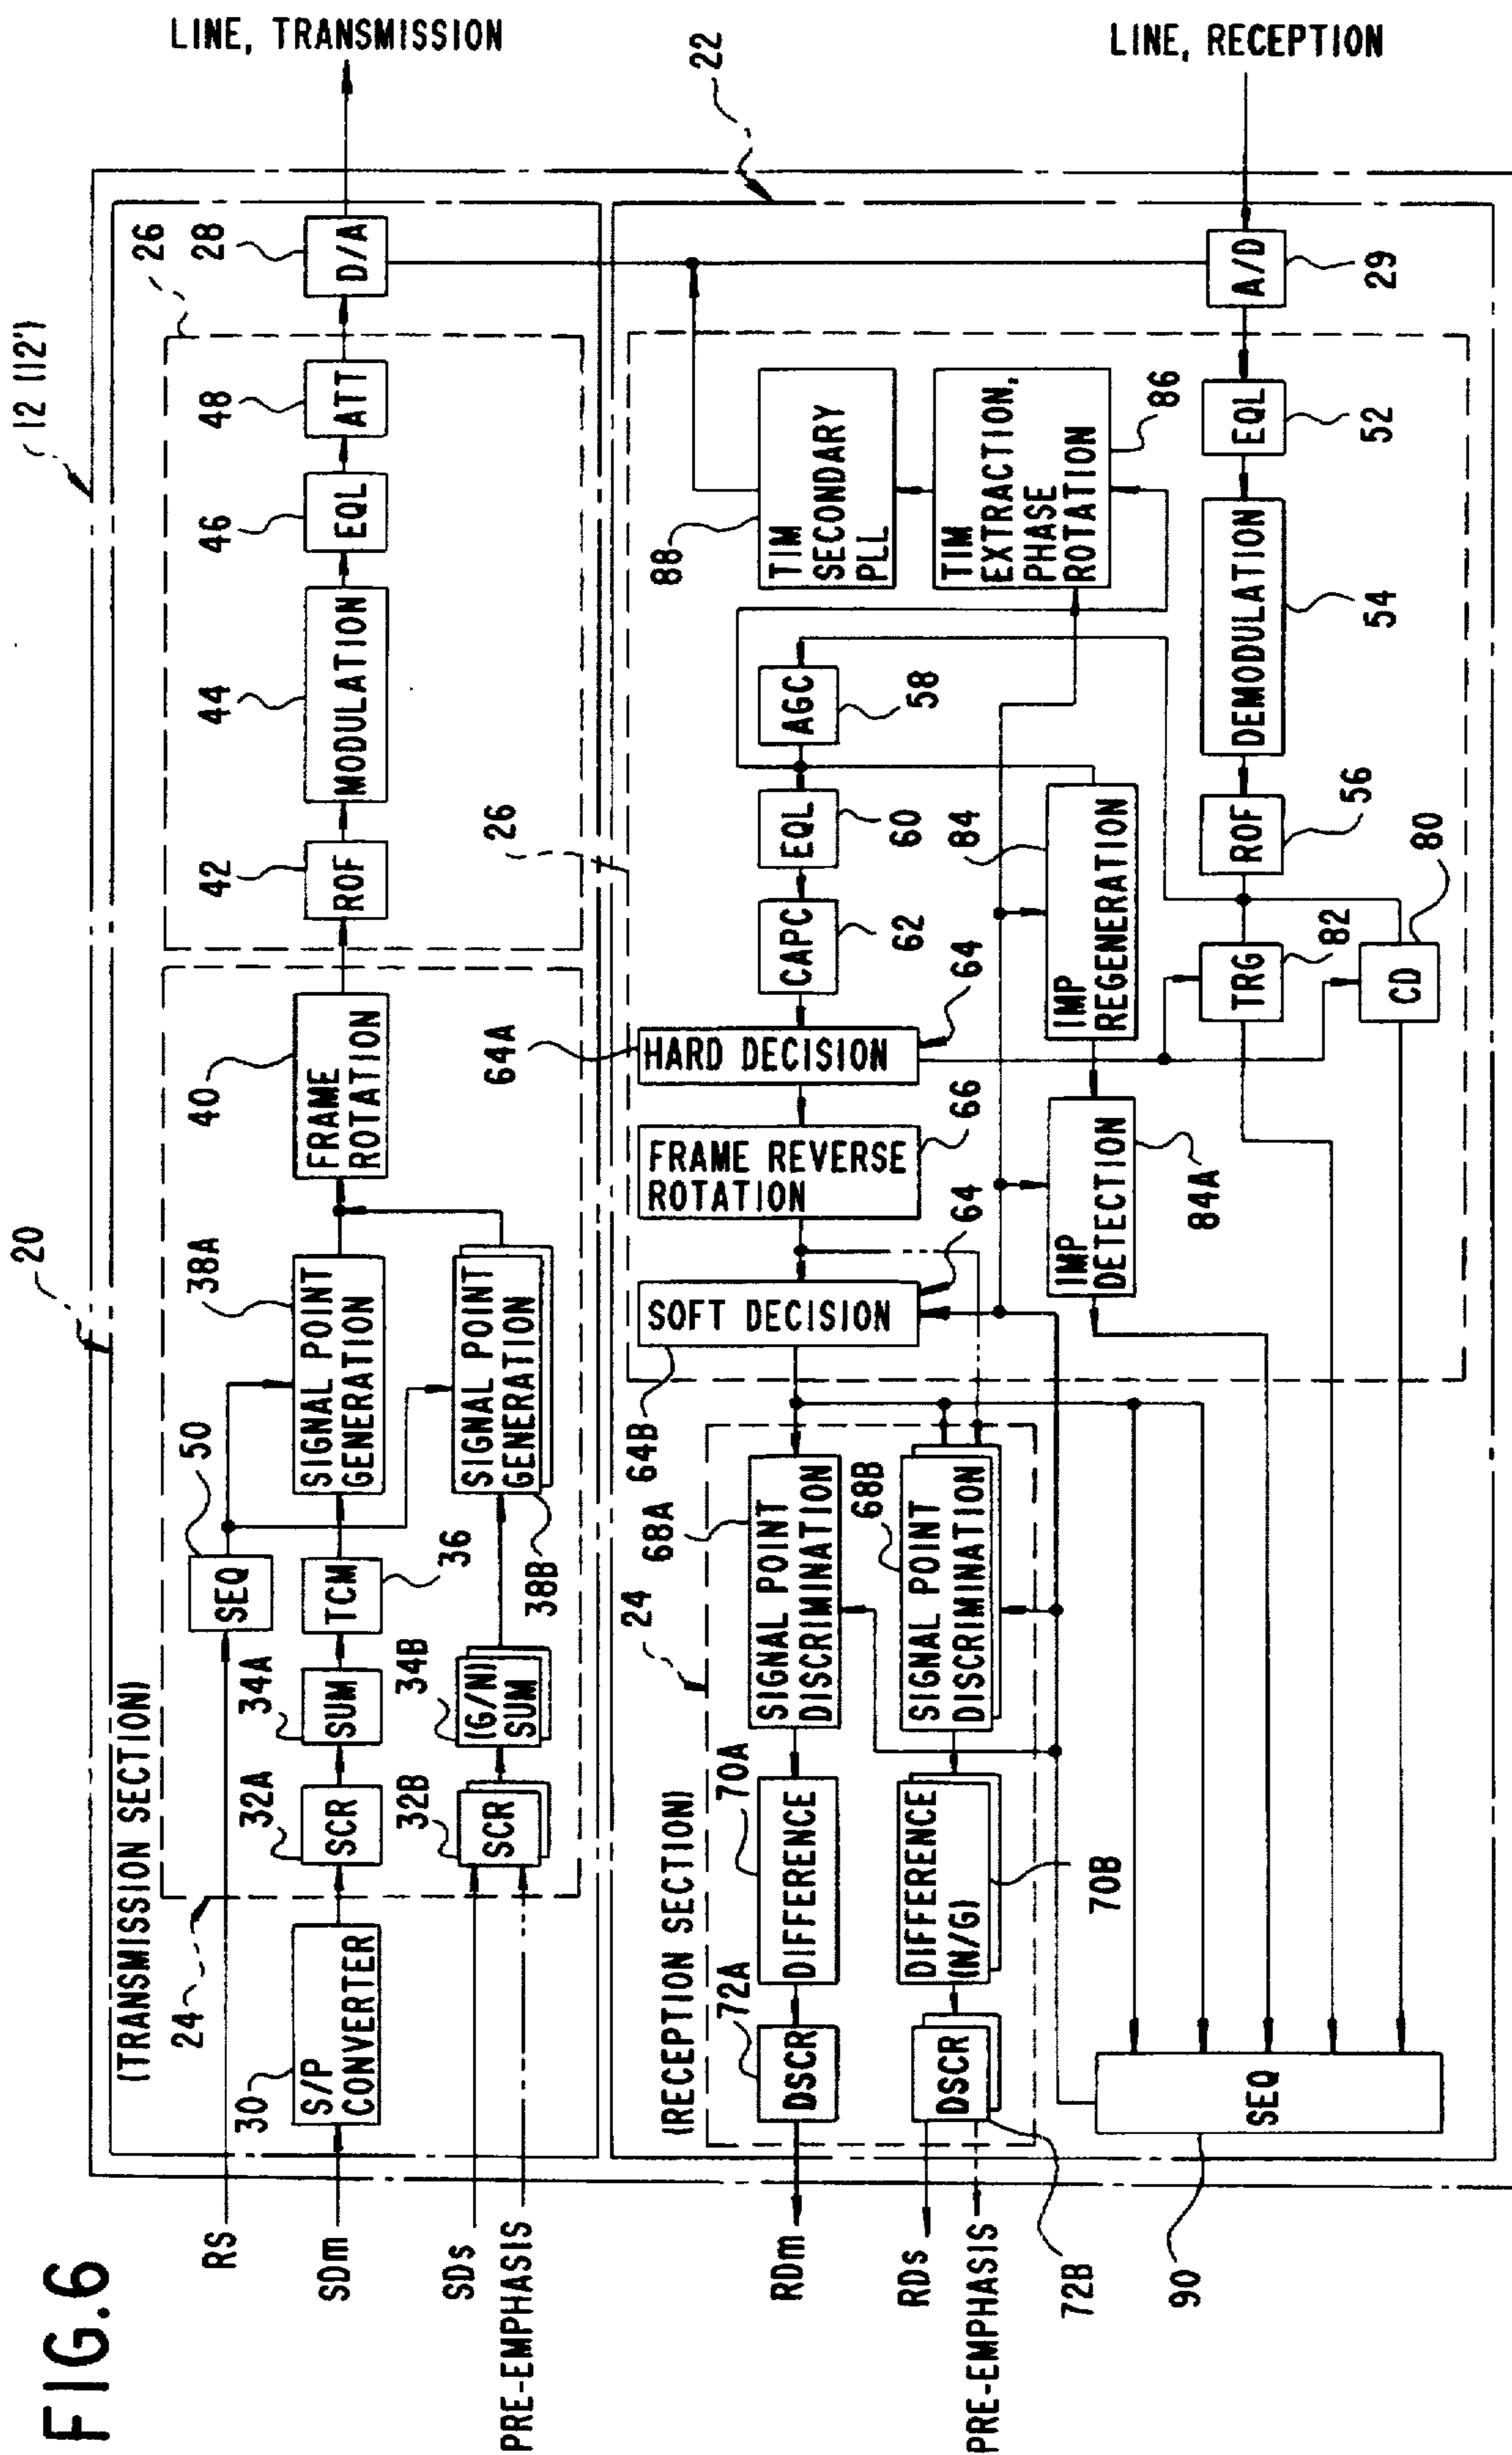 FIG.6
12 (12')
20
(TRANSMISSION SECTION)
24
26
28
RS
SDm
SDs
PRE-EMPHASIS
30
S/P
CONVERTER
32A
SCR
34A
SUM
TCM
36
50
SEQ
38A
SIGNAL POINT
GENERATION
40
FRAME
ROTATION
42
ROF
44
MODULATION
46
EQL
48
ATT
D/A
LINE, TRANSMISSION
32B
SCR
34B
(G/N)
SUM
38B
SIGNAL POINT
GENERATION
22
(RECEPTION SECTION)
24
26
RDm
RDs
PRE-EMPHASIS
72A
DSCR
70A
DIFFERENCE
68A
SIGNAL POINT
DISCRIMINATION
64B
SOFT DECISION
64
FRAME REVERSE
ROTATION
66
64A
HARD DECISION
64
CAPC
62
EQL
60
AGC
58
88
TIM
SECONDARY
PLL
TIM
EXTRACTION,
PHASE
ROTATION
86
72B
DSCR
DIFFERENCE
(N/G)
70B
68B
SIGNAL POINT
DISCRIMINATION
IMP
DETECTION
84A
84
IMP
REGENERATION
90
SEQ
TRG
82
CD
80
ROF
56
DEMODULATION
54
EQL
52
A/D
29
LINE, RECEPTION